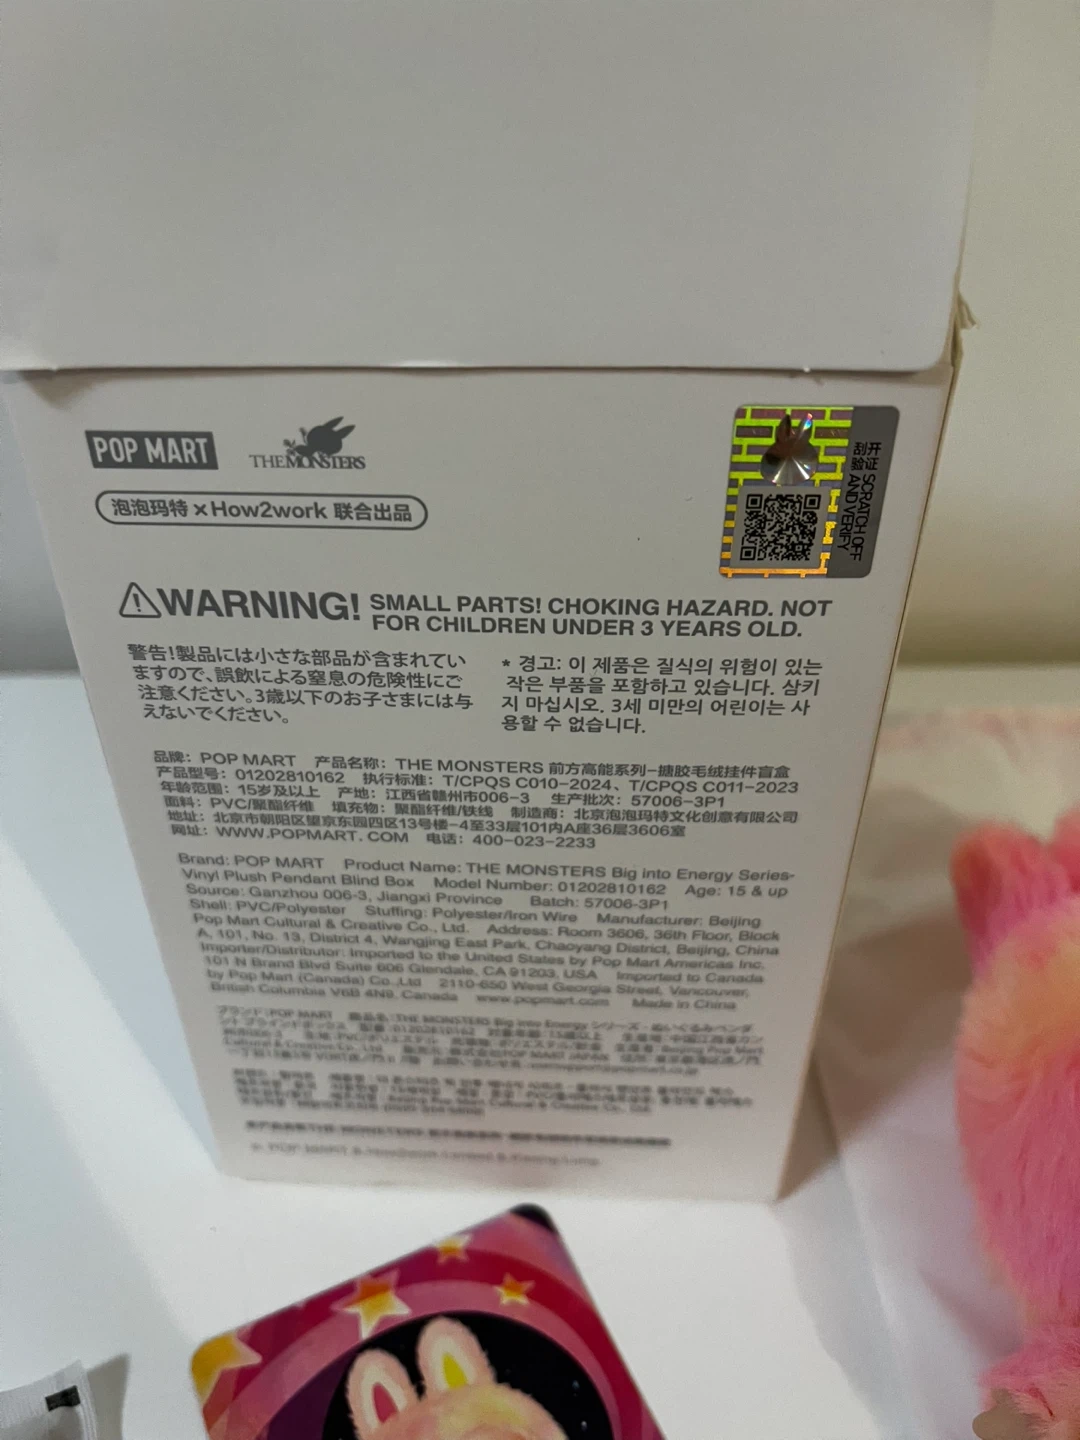 POP MART
THE MONSTERS
泡泡玛特 × How2work 联合出品
开证 SCRATCH OFF
刮验 AND VERIFY
WARNING! SMALL PARTS! CHOKING HAZARD. NOT
FOR CHILDREN UNDER 3 YEARS OLD.
警告!製品には小さな部品が含まれてい
ますので、誤飲による窒息の危険性にご
注意ください。3歳以下のお子さまには与
えないでください。
* 경고: 이 제품은 질식의 위험이 있는
작은 부품을 포함하고 있습니다. 삼키
지 마십시오. 3세 미만의 어린이는 사
용할 수 없습니다.
品牌: POP MART 产品名称: THE MONSTERS 前方高能系列-搪胶毛绒挂件盲盒
产品型号: 01202810162 执行标准: T/CPQS C010-2024、T/CPQS C011-2023
年龄范围: 15岁及以上 产地: 江西省赣州市006-3 生产批次: 57006-3P1
面料: PVC/聚酯纤维 填充物: 聚酯纤维/铁线 制造商: 北京泡泡玛特文化创意有限公司
地址: 北京市朝阳区望京东园四区13号楼-4至33层101内A座36层3606室
网址: WWW.POPMART.COM 电话: 400-023-2233
Brand: POP MART Product Name: THE MONSTERS Big into Energy Series-
Vinyl Plush Pendant Blind Box Model Number: 01202810162 Age: 15 & up
Source: Ganzhou 006-3, Jiangxi Province Batch: 57006-3P1
Shell: PVC/Polyester Stuffing: Polyester/Iron Wire Manufacturer: Beijing
Pop Mart Cultural & Creative Co., Ltd. Address: Room 3606, 36th Floor, Block
A, 101, No. 13, District 4, Wangjing East Park, Chaoyang District, Beijing, China
Importer/Distributor: Imported to the United States by Pop Mart Americas Inc.
101 N Brand Blvd Suite 606 Glendale, CA 91203, USA Imported to Canada
by Pop Mart (Canada) Co.,Ltd 2110-650 West Georgia Street, Vancouver,
British Columbia V6B 4N9, Canada www.popmart.com Made in China